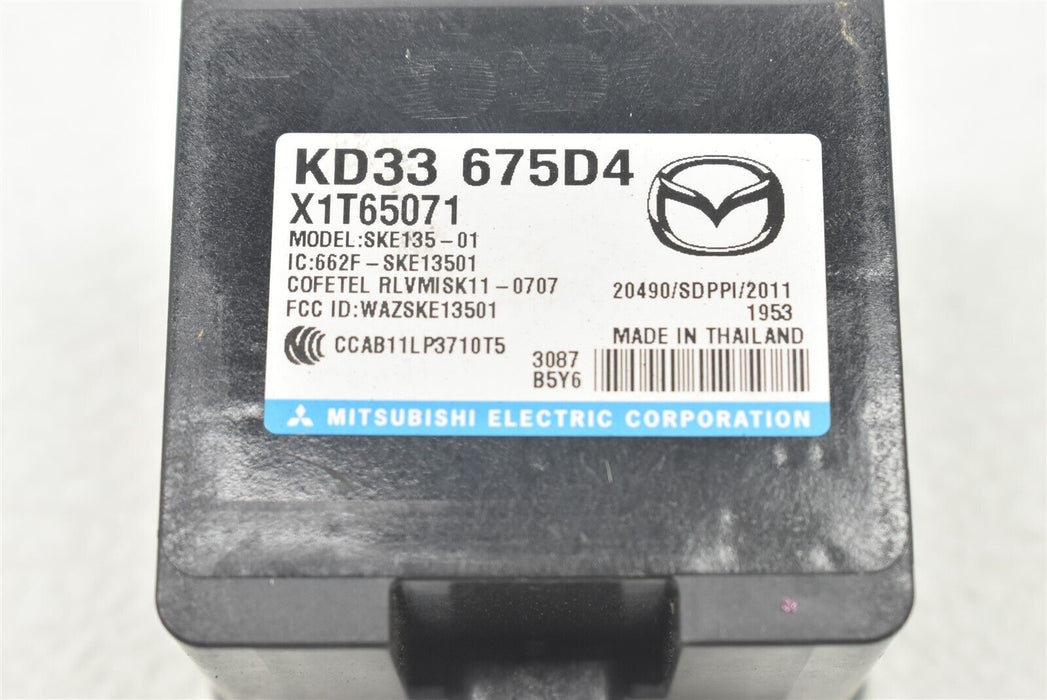 KD33 675D4
X1T65071
MODEL:SKE135-01
IC:662F-SKE13501
COFETEL RLVMISK11-0707
FCC ID:WAZSKE13501
CCAB11LP3710T5
20490/SDPPI/2011
1953
MADE IN THAILAND
3087
B5Y6
MITSUBISHI ELECTRIC CORPORATION